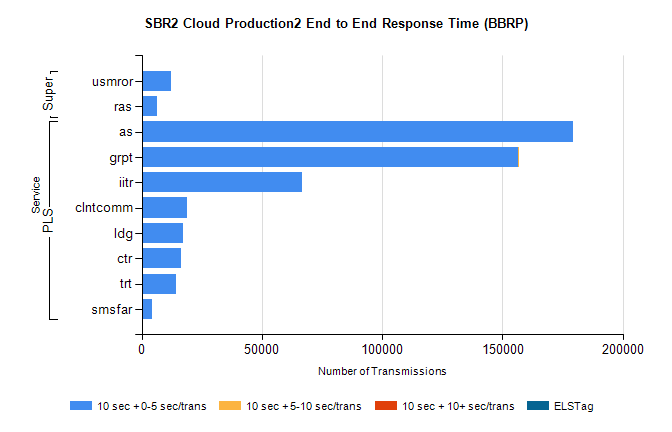 SBR2 Cloud Production2 End to End Response Time (BBRP)
Super
usmror
ras
Service
PLS
as
grpt
iitr
clntcomm
ldg
ctr
trt
smsfar
0 50000 100000 150000 200000
Number of Transmissions
10 sec +0-5 sec/trans 10 sec +5-10 sec/trans 10 sec + 10+ sec/trans ELSTag